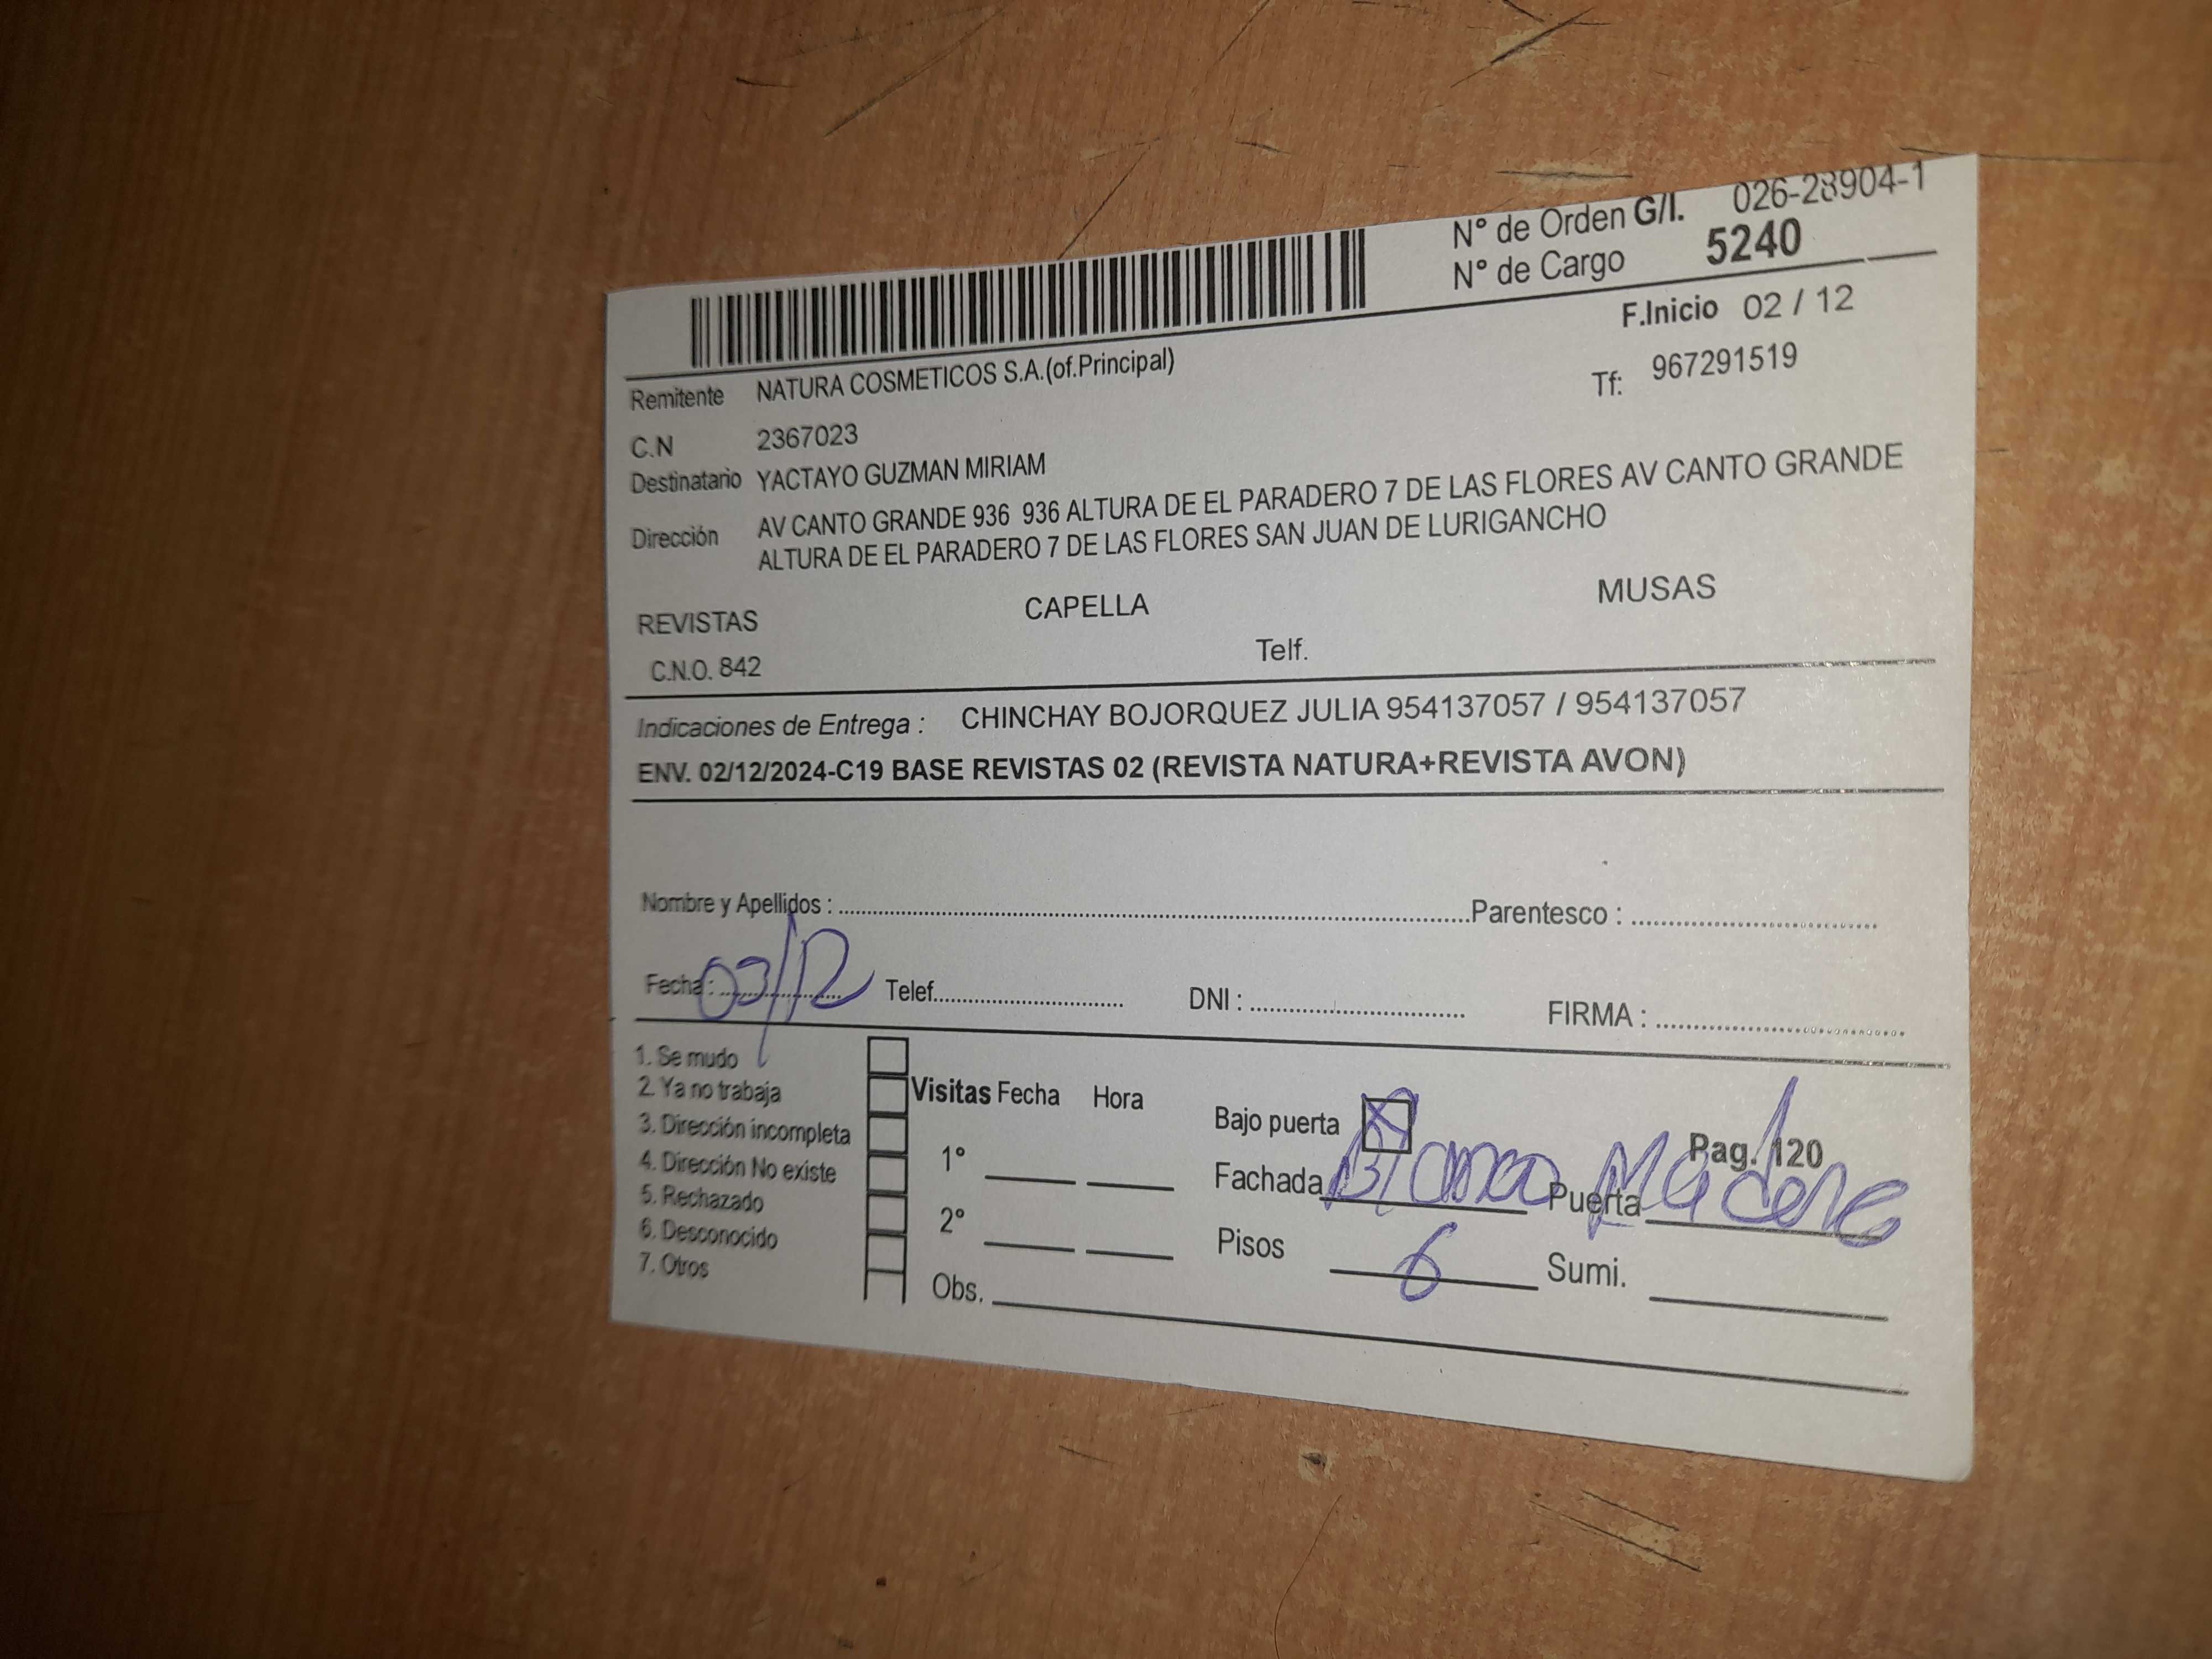 N° de Orden G/I. 026-28904-1
N° de Cargo 5240
F.Inicio 02 / 12
Remitente NATURA COSMETICOS S.A.(of.Principal)
Tf: 967291519
C.N 2367023
Destinatario YACTAYO GUZMAN MIRIAM
Dirección AV CANTO GRANDE 936 936 ALTURA DE EL PARADERO 7 DE LAS FLORES AV CANTO GRANDE
ALTURA DE EL PARADERO 7 DE LAS FLORES SAN JUAN DE LURIGANCHO
REVISTAS CAPELLA MUSAS
C.N.O. 842 Telf.
Indicaciones de Entrega : CHINCHAY BOJORQUEZ JULIA 954137057 / 954137057
ENV. 02/12/2024-C19 BASE REVISTAS 02 (REVISTA NATURA+REVISTA AVON)
Nombre y Apellidos : Parentesco :
Fecha : 03/12 Telef. DNI : FIRMA :
1. Se mudo
2. Ya no trabaja
3. Dirección incompleta
4. Dirección No existe
5. Rechazado
6. Desconocido
7. Otros
Visitas Fecha Hora
1°
2°
Obs.
Bajo puerta X Pag. 120
Fachada Blanco Puerta Madera
Pisos 6 Sumi.